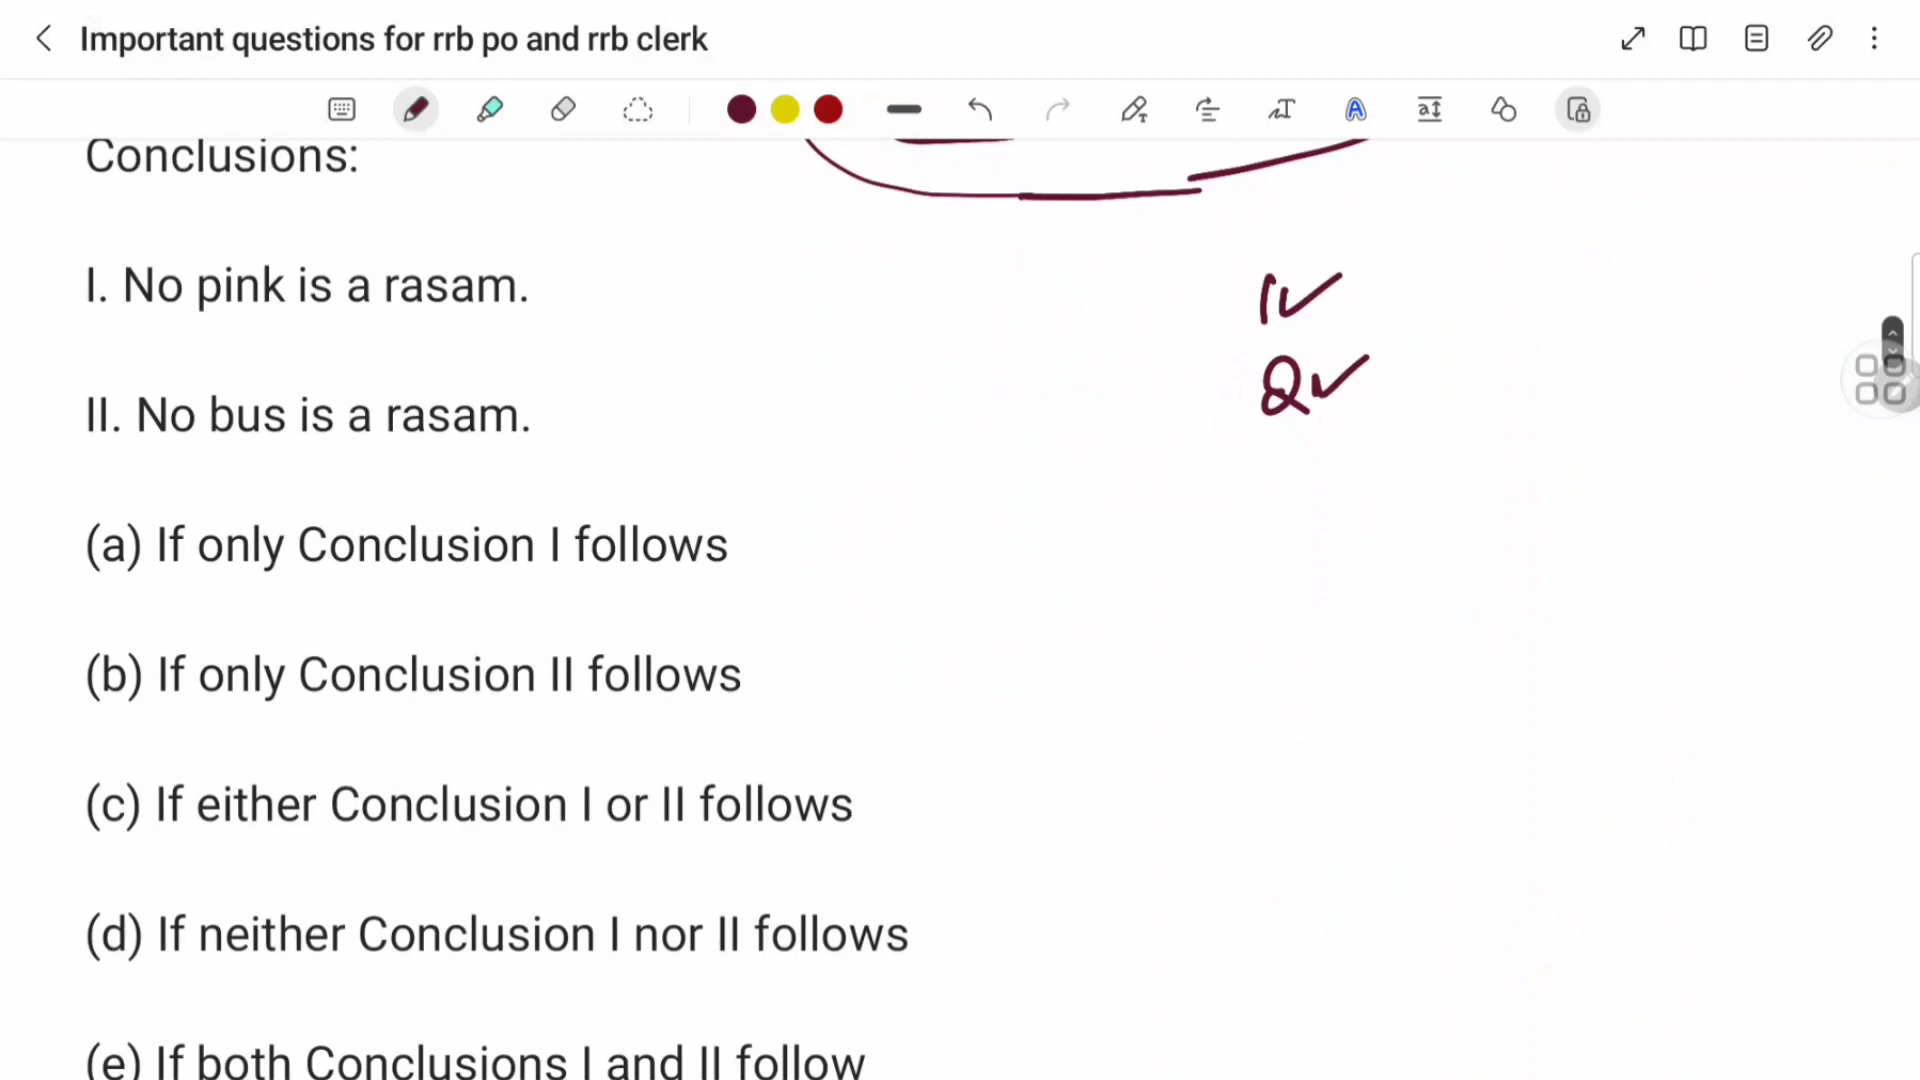 Important questions for rrb po and rrb clerk
Conclusions:
I. No pink is a rasam.
1✓
II. No bus is a rasam.
2✓
(a) If only Conclusion I follows
(b) If only Conclusion II follows
(c) If either Conclusion I or II follows
(d) If neither Conclusion I nor II follows
(e) If both Conclusions I and II follow